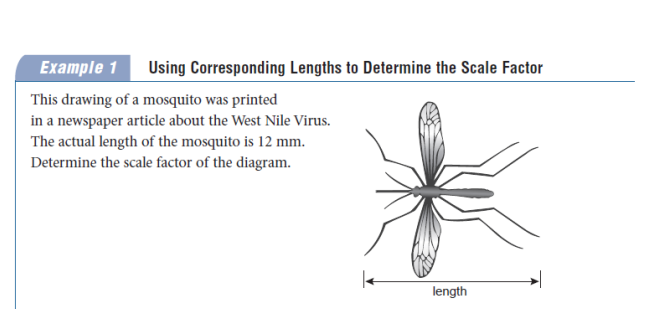 Example 1 Using Corresponding Lengths to Determine the Scale Factor
This drawing of a mosquito was printed
in a newspaper article about the West Nile Virus.
The actual length of the mosquito is 12 mm.
Determine the scale factor of the diagram.
length